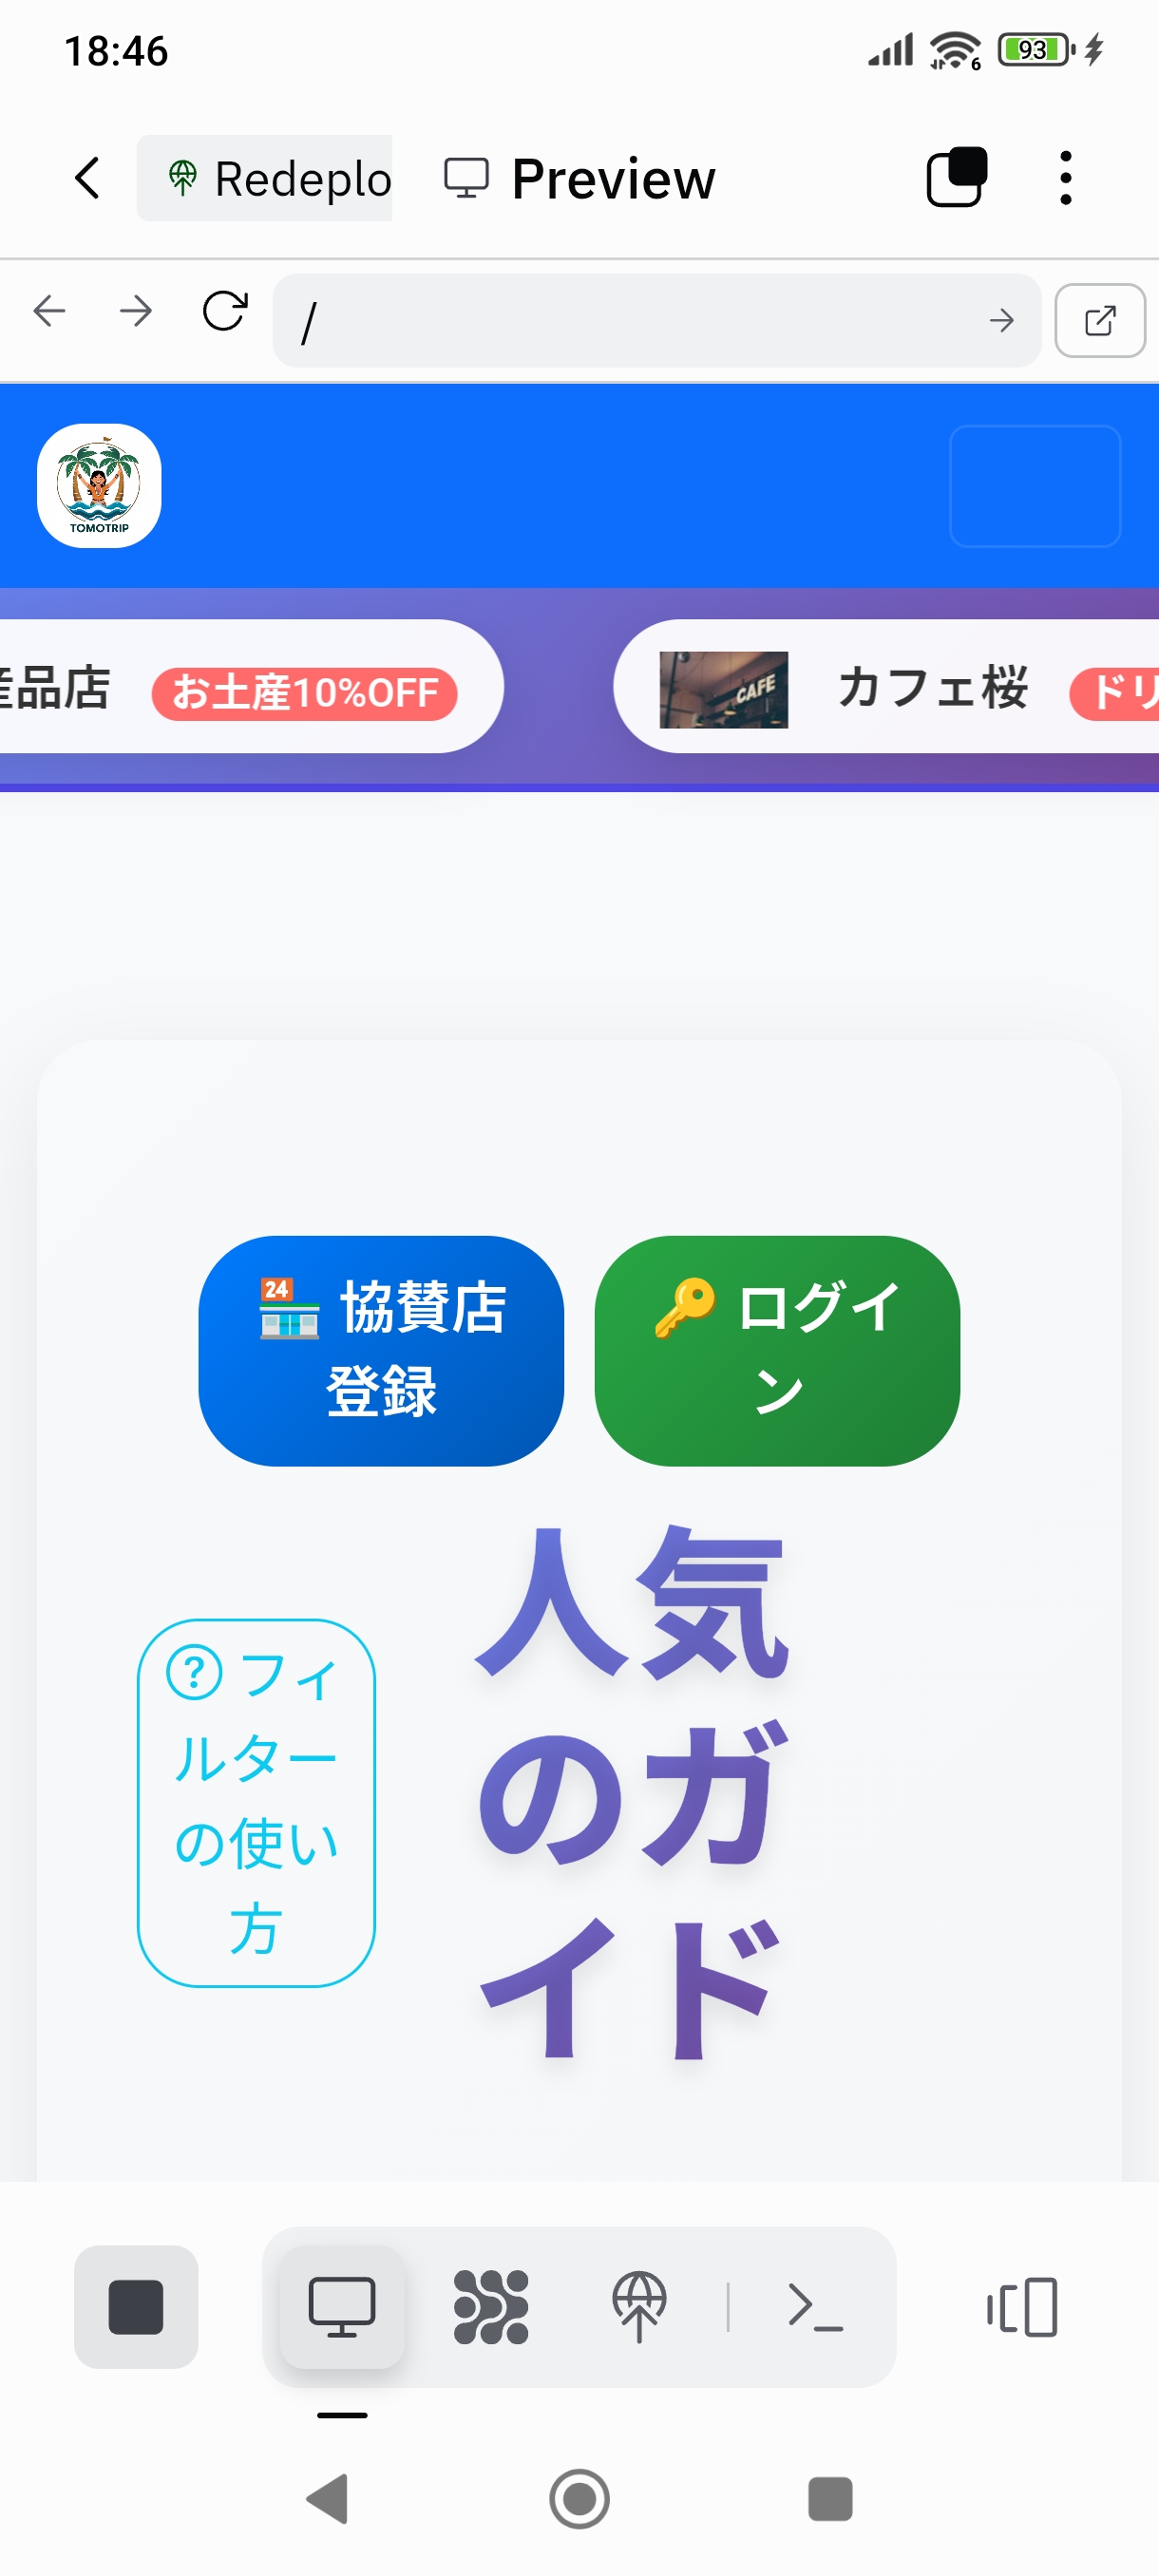 18:46
6
93
Redeplo
Preview
/
TOMOTRIP
産品店 お土産10%OFF
CAFE
カフェ桜 ドリ
24
協賛店
登録
ログイ
ン
? フィ
ルター
の使い
方
人気
のガ
イド